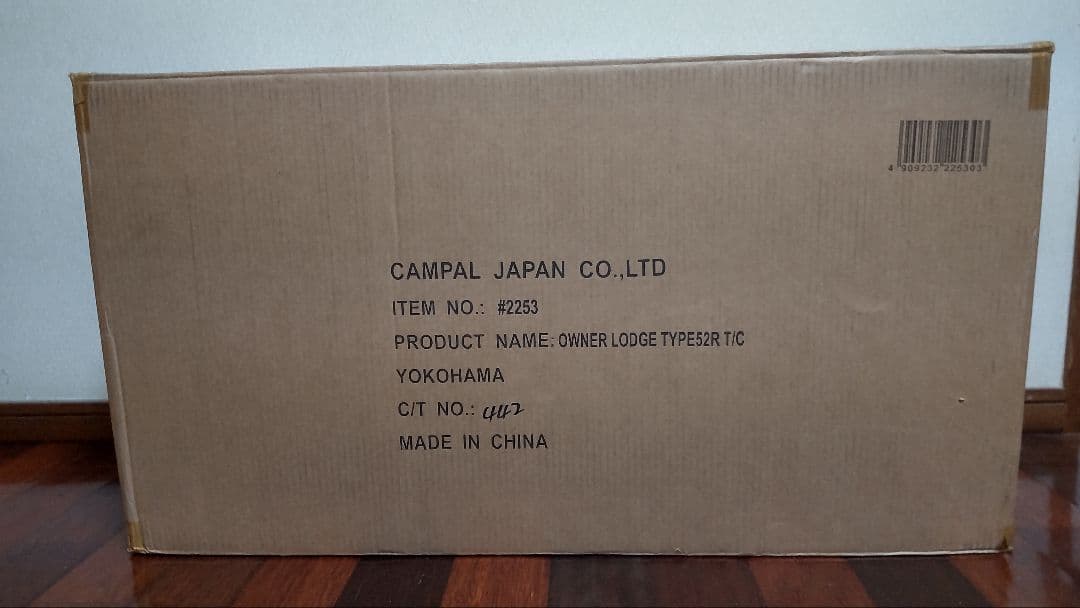 4 909232 225303
CAMPAL JAPAN CO.,LTD
ITEM NO.: #2253
PRODUCT NAME: OWNER LODGE TYPE52R T/C
YOKOHAMA
C/T NO.: 442
MADE IN CHINA